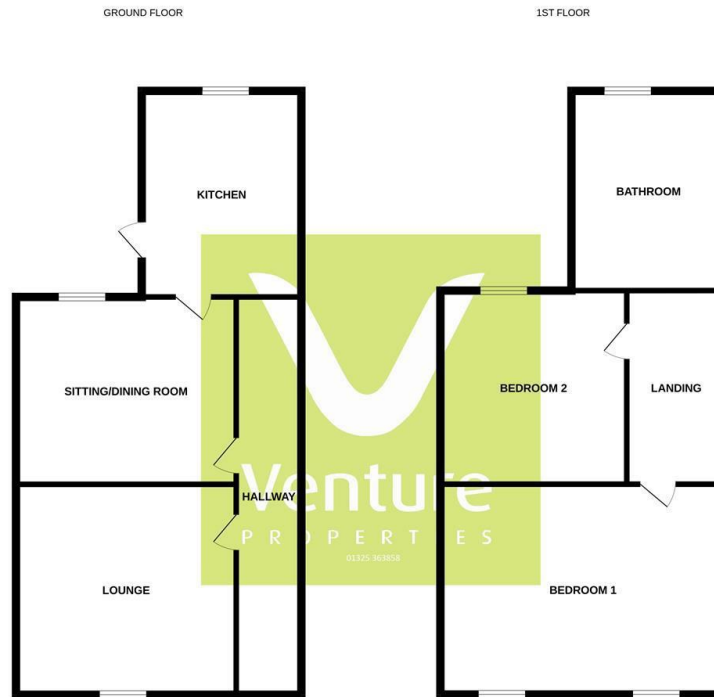 GROUND FLOOR
1ST FLOOR
KITCHEN
BATHROOM
SITTING/DINING ROOM
BEDROOM 2
LANDING
HALLWAY
LOUNGE
BEDROOM 1
Venture
PROPERTIES
01325 363858